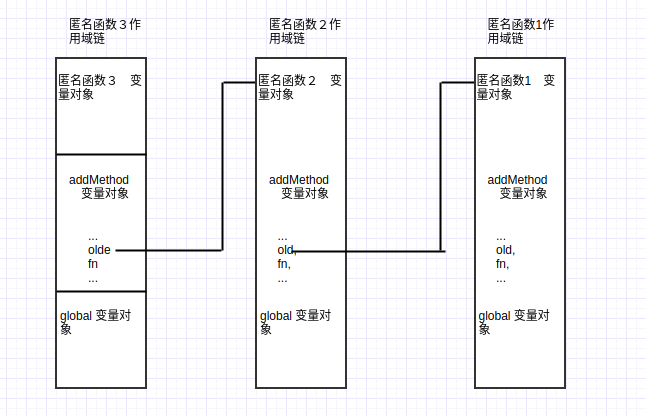 匿名函数３作
用域链
匿名函数３　变
量对象
addMethod
变量对象
...
olde
fn
...
global 变量对
象
匿名函数２作
用域链
匿名函数２　变
量对象
addMethod
变量对象
...
old,
fn,
...
global 变量对
象
匿名函数1作
用域链
匿名函数1　变
量对象
addMethod
变量对象
...
old,
fn,
...
global 变量对
象